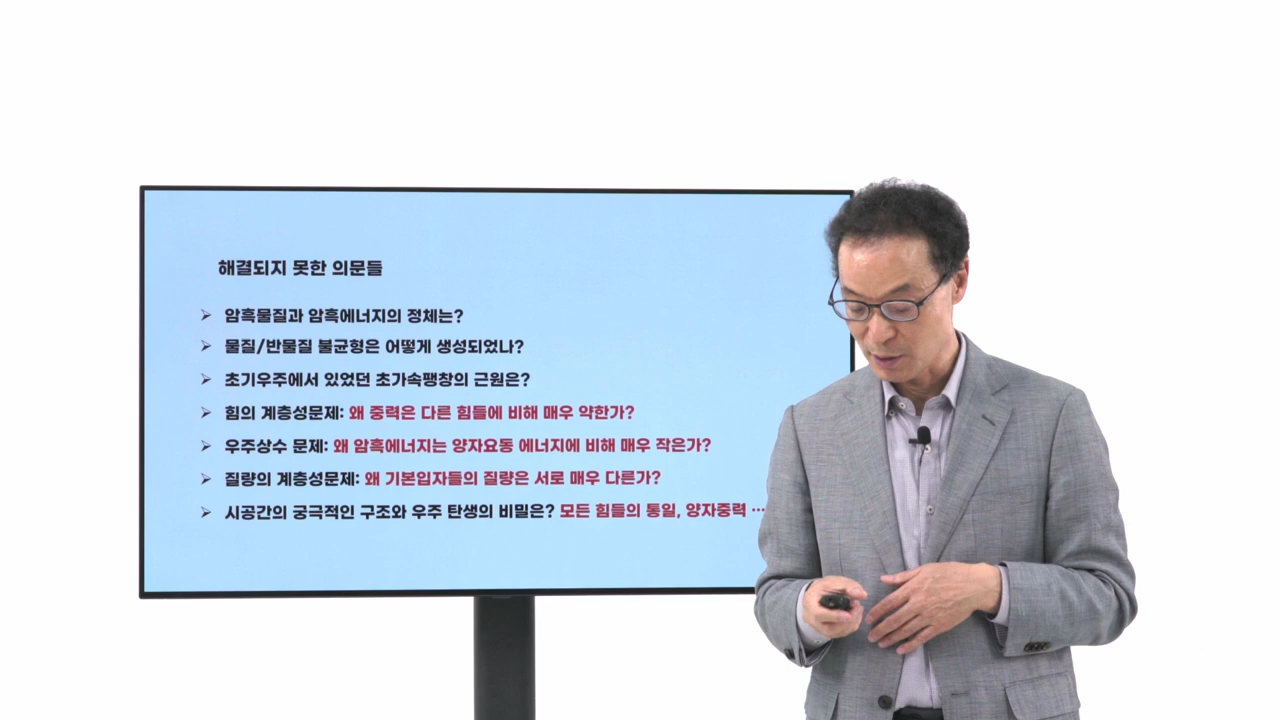 해결되지 못한 의문들
➢ 암흑물질과 암흑에너지의 정체는?
➢ 물질/반물질 불균형은 어떻게 생성되었나?
➢ 초기우주에서 있었던 초가속팽창의 근원은?
➢ 힘의 계층성문제: 왜 중력은 다른 힘들에 비해 매우 약한가?
➢ 우주상수 문제: 왜 암흑에너지는 양자요동 에너지에 비해 매우 작은가?
➢ 질량의 계층성문제: 왜 기본입자들의 질량은 서로 매우 다른가?
➢ 시공간의 궁극적인 구조와 우주 탄생의 비밀은? 모든 힘들의 통일, 양자중력 ⋯